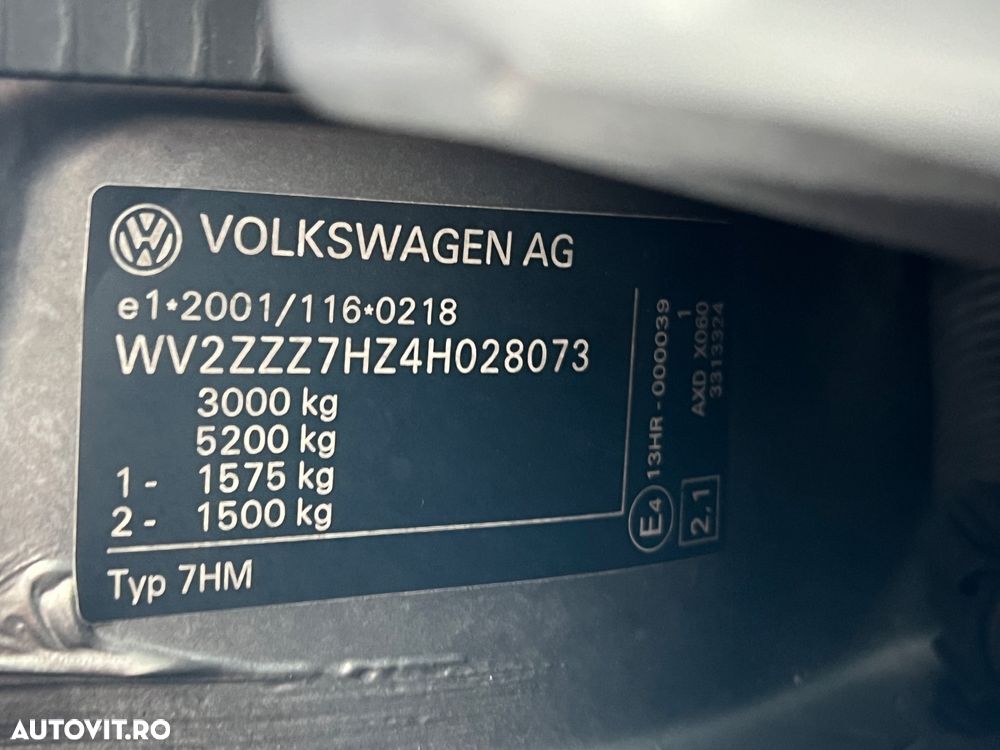 VOLKSWAGEN AG
e1*2001/116*0218
WV2ZZZ7HZ4H028073
3000 kg
5200 kg
1- 1575 kg
2- 1500 kg
Typ 7HM
E4 13HR-000039
2,1 AXD X060 1
3313324
AUTOVIT.RO